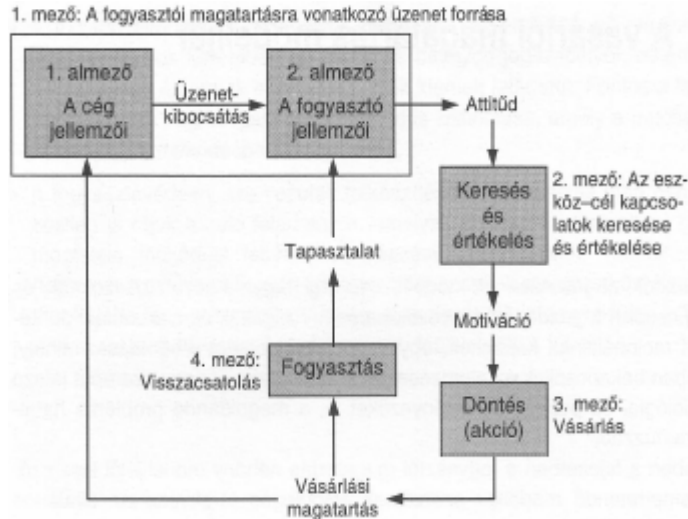 1. mező: A fogyasztói magatartásra vonatkozó üzenet forrása
1. almező
A cég
jellemzői
Üzenet-
kibocsátás
2. almező
A fogyasztó
jellemzői
Attitűd
Keresés
és
értékelés
2. mező: Az esz-
köz–cél kapcso-
latok keresése
és értékelése
Tapasztalat
Motiváció
4. mező:
Visszacsatolás
Fogyasztás
Döntés
(akció)
3. mező:
Vásárlás
Vásárlási
magatartás